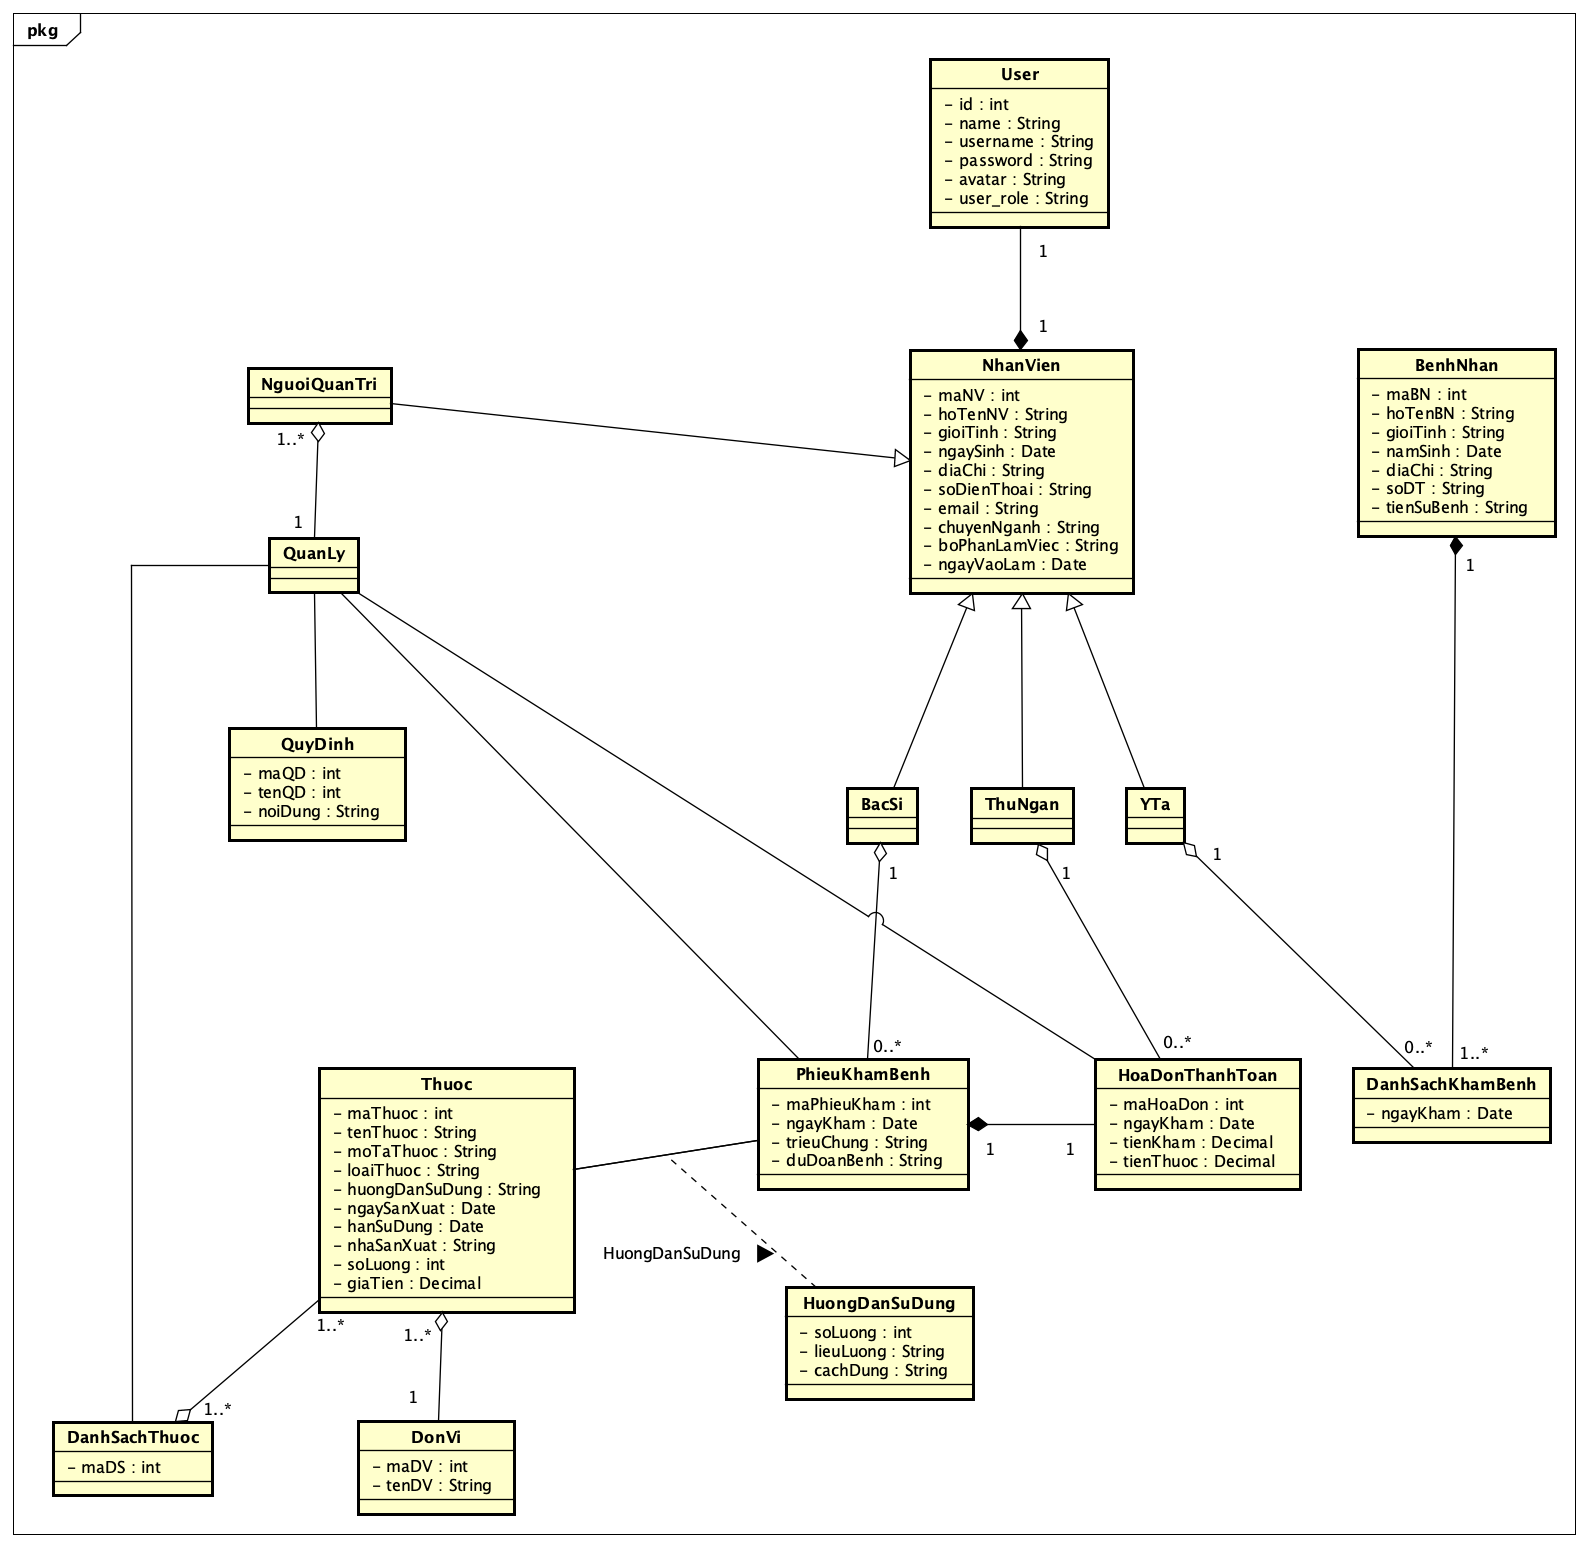 pkg
User
- id : int
- name : String
- username : String
- password : String
- avatar : String
- user_role : String
1
1
NguoiQuanTri
1..*
1
QuanLy
NhanVien
- maNV : int
- hoTenNV : String
- gioiTinh : String
- ngaySinh : Date
- diaChi : String
- soDienThoai : String
- email : String
- chuyenNganh : String
- boPhanLamViec : String
- ngayVaoLam : Date
BenhNhan
- maBN : int
- hoTenBN : String
- gioiTinh : String
- namSinh : Date
- diaChi : String
- soDT : String
- tienSuBenh : String
1
QuyDinh
- maQD : int
- tenQD : int
- noiDung : String
BacSi
1
ThuNgan
1
YTa
1
0..*
0..*
0..*
1..*
Thuoc
- maThuoc : int
- tenThuoc : String
- moTaThuoc : String
- loaiThuoc : String
- huongDanSuDung : String
- ngaySanXuat : Date
- hanSuDung : Date
- nhaSanXuat : String
- soLuong : int
- giaTien : Decimal
PhieuKhamBenh
- maPhieuKham : int
- ngayKham : Date
- trieuChung : String
- duDoanBenh : String
1
1
HoaDonThanhToan
- maHoaDon : int
- ngayKham : Date
- tienKham : Decimal
- tienThuoc : Decimal
DanhSachKhamBenh
- ngayKham : Date
HuongDanSuDung
HuongDanSuDung
- soLuong : int
- lieuLuong : String
- cachDung : String
1..*
1..*
1..*
1
DanhSachThuoc
- maDS : int
DonVi
- maDV : int
- tenDV : String